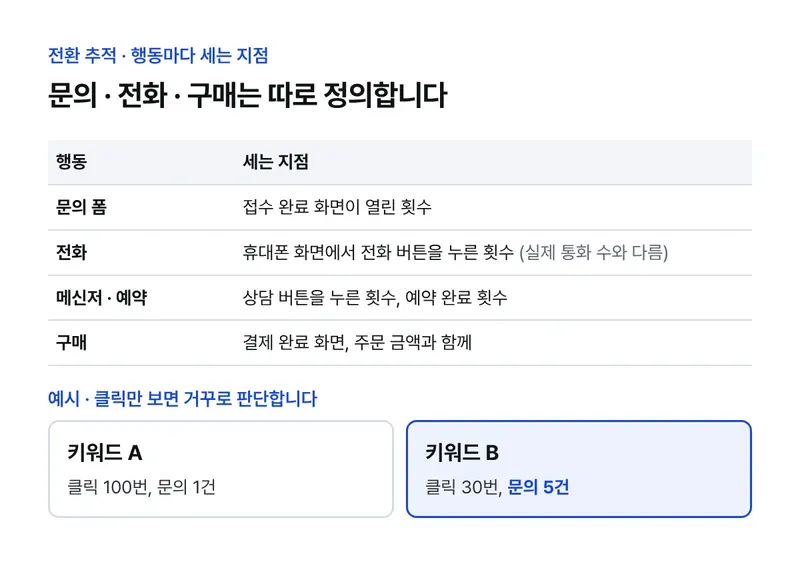 전환 추적 · 행동마다 세는 지점
문의 · 전화 · 구매는 따로 정의합니다
행동 세는 지점
문의 폼 접수 완료 화면이 열린 횟수
전화 휴대폰 화면에서 전화 버튼을 누른 횟수 (실제 통화 수와 다름)
메신저 · 예약 상담 버튼을 누른 횟수, 예약 완료 횟수
구매 결제 완료 화면, 주문 금액과 함께
예시 · 클릭만 보면 거꾸로 판단합니다
키워드 A
클릭 100번, 문의 1건
키워드 B
클릭 30번, 문의 5건